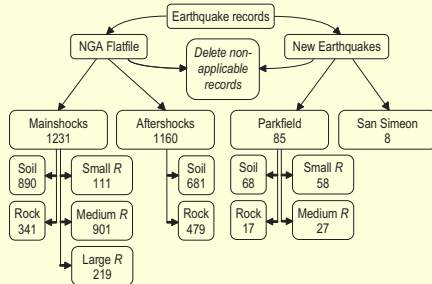 Earthquake records
NGA Flatfile
New Earthquakes
Delete non-
applicable
records
Mainshocks
1231
Aftershocks
1160
Parkfield
85
San Simeon
8
Soil
890
Small R
111
Soil
681
Soil
68
Small R
58
Rock
341
Medium R
901
Rock
479
Rock
17
Medium R
27
Large R
219